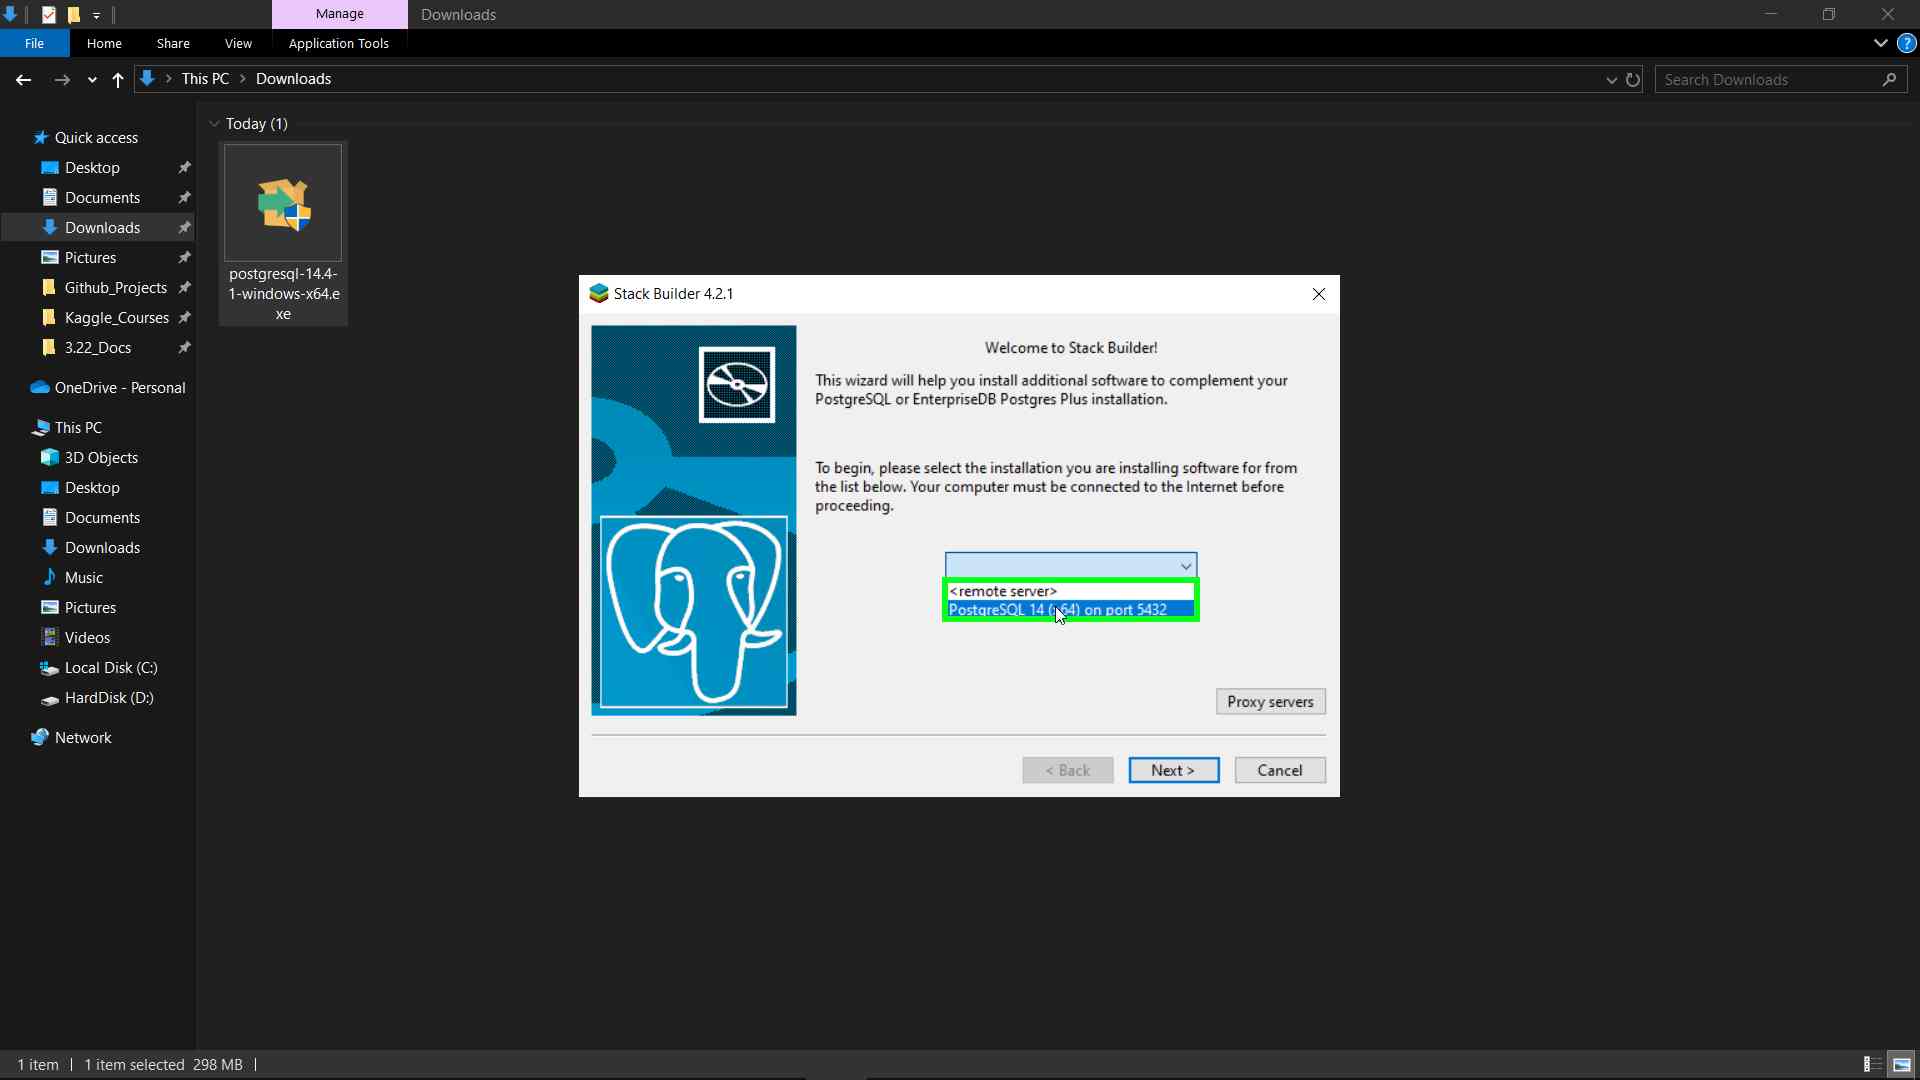 Manage
Downloads
File
Home
Share
View
Application Tools
?
This PC > Downloads
Search Downloads
Quick access
Desktop
Documents
Downloads
Pictures
Github_Projects
Kaggle_Courses
3.22_Docs
OneDrive - Personal
This PC
3D Objects
Desktop
Documents
Downloads
Music
Pictures
Videos
Local Disk (C:)
HardDisk (D:)
Network
Today (1)
postgresql-14.4-
1-windows-x64.e
xe
Stack Builder 4.2.1
Welcome to Stack Builder!
This wizard will help you install additional software to complement your
PostgreSQL or EnterpriseDB Postgres Plus installation.
To begin, please select the installation you are installing software for from
the list below. Your computer must be connected to the Internet before
proceeding.
<remote server>
PostgreSQL 14 (x64) on port 5432
Proxy servers
< Back
Next >
Cancel
1 item
1 item selected 298 MB